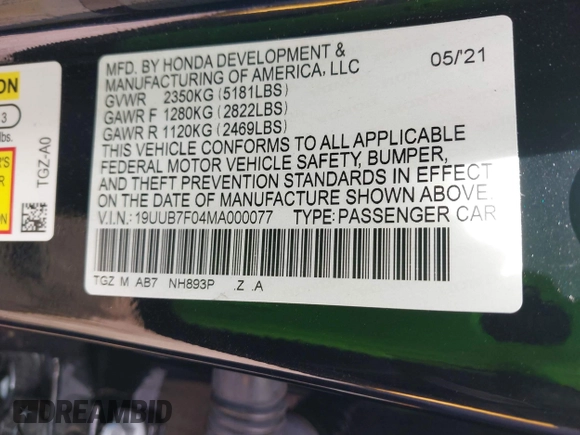 MFD. BY HONDA DEVELOPMENT & 05/'21
MANUFACTURING OF AMERICA, LLC
GVWR 2350KG (5181LBS)
GAWR F 1280KG (2822LBS)
GAWR R 1120KG (2469LBS)
THIS VEHICLE CONFORMS TO ALL APPLICABLE
FEDERAL MOTOR VEHICLE SAFETY, BUMPER,
AND THEFT PREVENTION STANDARDS IN EFFECT
ON THE DATE OF MANUFACTURE SHOWN ABOVE.
V.I.N.: 19UUB7F04MA000077 TYPE: PASSENGER CAR
TGZ M AB7 NH893P .Z .A
3
lbs.
TGZ-A0
DREAMBID